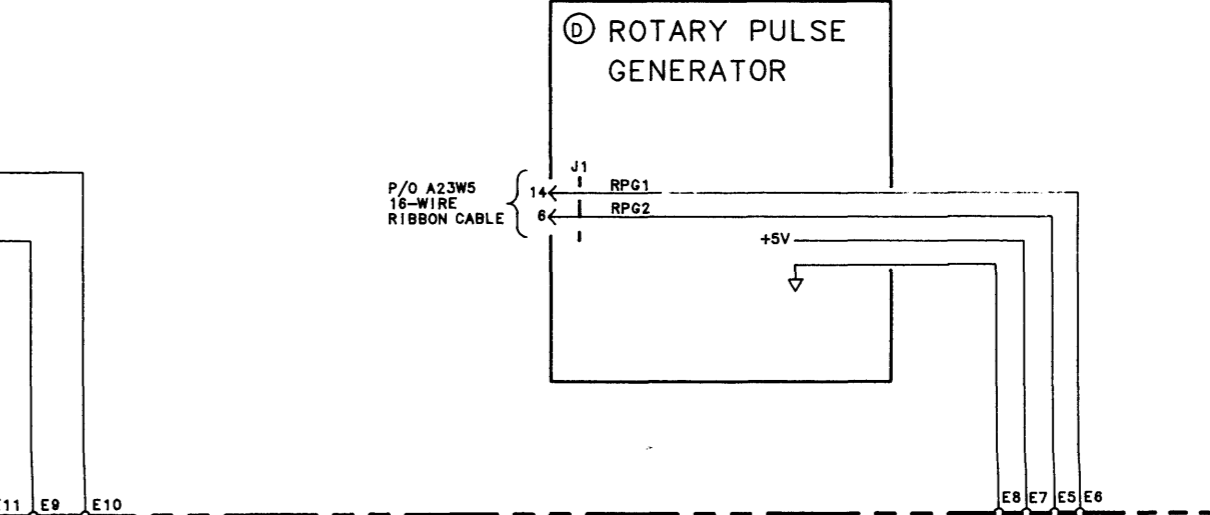 D ROTARY PULSE
GENERATOR
J1
P/O A23W5
16-WIRE
RIBBON CABLE
14
RPG1
6
RPG2
+5V
E9
E10
E8
E7
E5
E6